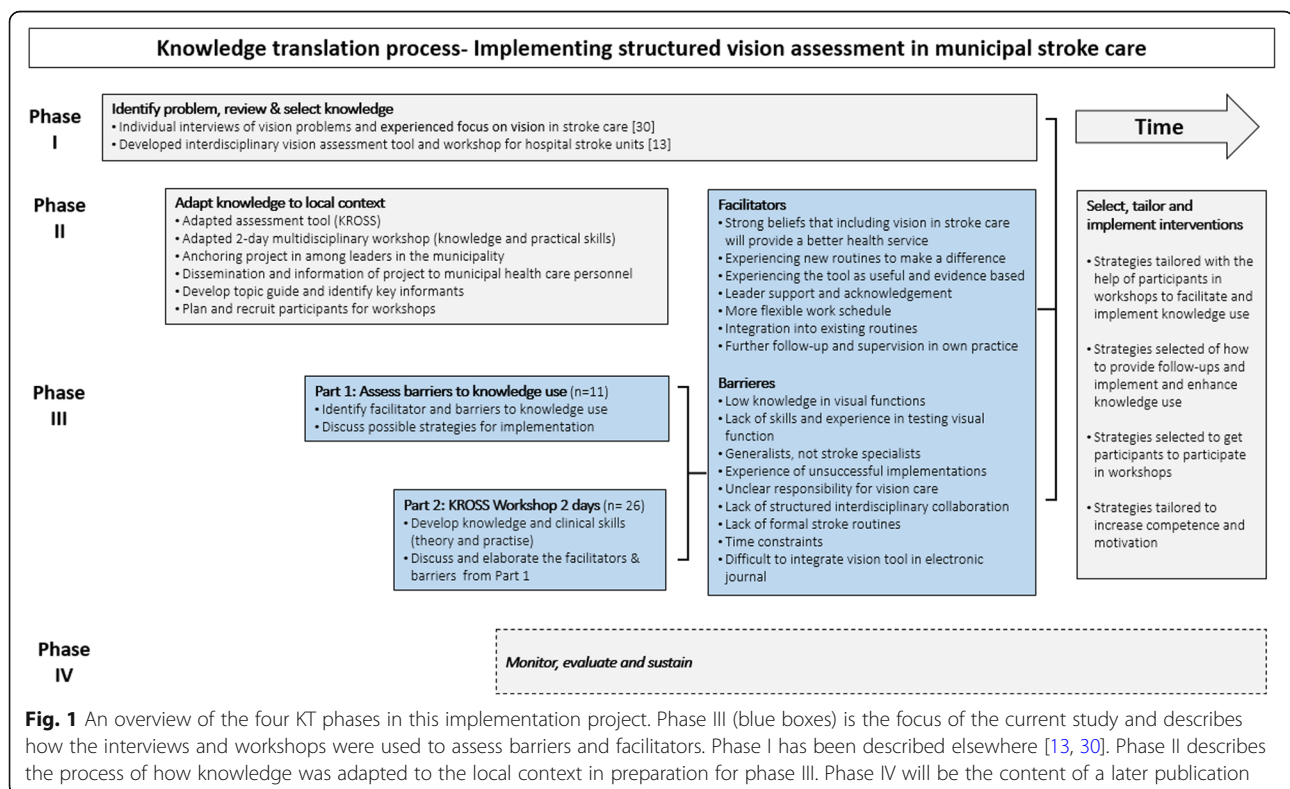 Knowledge translation process- Implementing structured vision assessment in municipal stroke care
Phase
I
Identify problem, review & select knowledge
• Individual interviews of vision problems and experienced focus on vision in stroke care [30]
• Developed interdisciplinary vision assessment tool and workshop for hospital stroke units [13]
Time
Phase
II
Adapt knowledge to local context
• Adapted assessment tool (KROSS)
• Adapted 2-day multidisciplinary workshop (knowledge and practical skills)
• Anchoring project in among leaders in the municipality
• Dissemination and information of project to municipal health care personnel
• Develop topic guide and identify key informants
• Plan and recruit participants for workshops
Facilitators
• Strong beliefs that including vision in stroke care
will provide a better health service
• Experiencing new routines to make a difference
• Experiencing the tool as useful and evidence based
• Leader support and acknowledgement
• More flexible work schedule
• Integration into existing routines
• Further follow-up and supervision in own practice
Barrieres
• Low knowledge in visual functions
• Lack of skills and experience in testing visual
function
• Generalists, not stroke specialists
• Experience of unsuccessful implementations
• Unclear responsibility for vision care
• Lack of structured interdisciplinary collaboration
• Lack of formal stroke routines
• Time constraints
• Difficult to integrate vision tool in electronic
journal
Select, tailor and
implement interventions
• Strategies tailored with the
help of participants in
workshops to facilitate and
implement knowledge use
• Strategies selected of how
to provide follow-ups and
implement and enhance
knowledge use
• Strategies selected to get
participants to participate
in workshops
• Strategies tailored to
increase competence and
motivation
Phase
III
Part 1: Assess barriers to knowledge use (n=11)
• Identify facilitator and barriers to knowledge use
• Discuss possible strategies for implementation
Part 2: KROSS Workshop 2 days (n= 26)
• Develop knowledge and clinical skills
(theory and practise)
• Discuss and elaborate the facilitators &
barriers from Part 1
Phase
IV
Monitor, evaluate and sustain
Fig. 1 An overview of the four KT phases in this implementation project. Phase III (blue boxes) is the focus of the current study and describes
how the interviews and workshops were used to assess barriers and facilitators. Phase I has been described elsewhere [13, 30]. Phase II describes
the process of how knowledge was adapted to the local context in preparation for phase III. Phase IV will be the content of a later publication